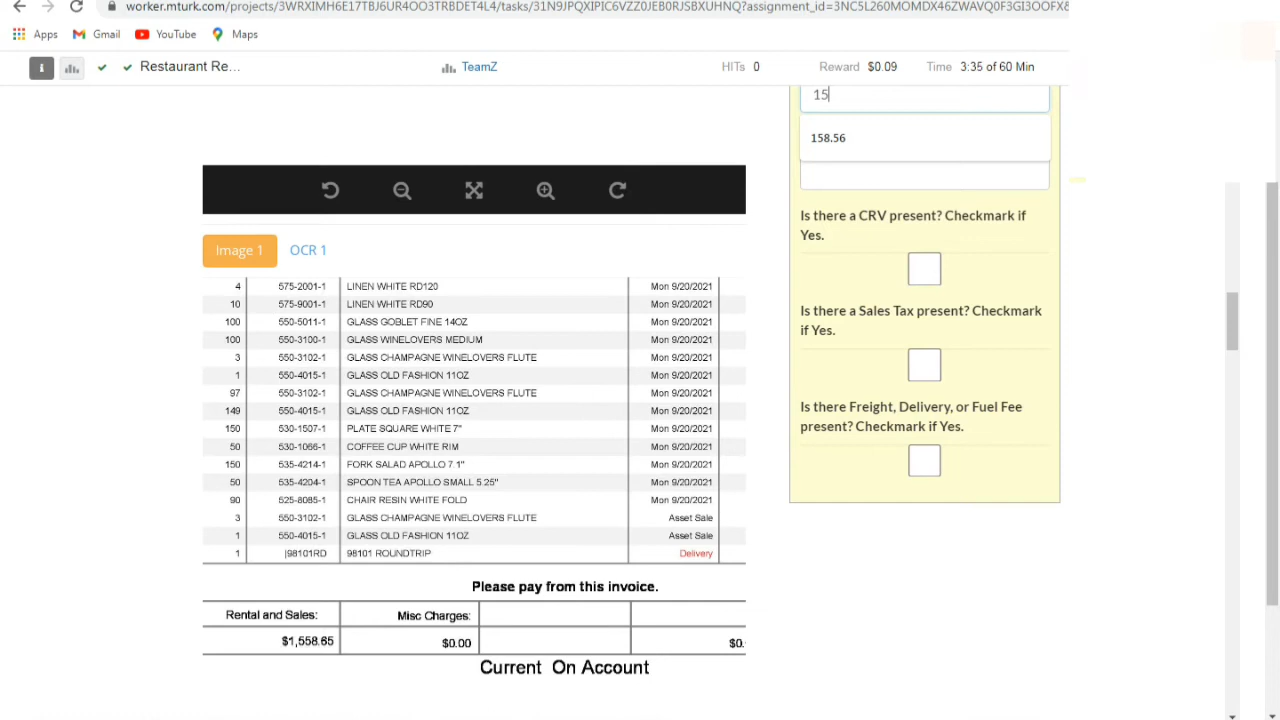 worker.mturk.com/projects/3WRXIMH6E17TBJ6UR4OO3TRBDET4L4/tasks/31N9JPQXIPIC6VZZ0JEB0RJSBXUHNQ?assignment_id=3NC5L260MOMDX46ZWAVQ0F3GI3OOFX&
Apps Gmail YouTube Maps
Restaurant Re... TeamZ HITs 0 Reward $0.09 Time 3:35 of 60 Min
15
158.56
Is there a CRV present? Checkmark if
Yes.
Is there a Sales Tax present? Checkmark
if Yes.
Is there Freight, Delivery, or Fuel Fee
present? Checkmark if Yes.
Image 1 OCR 1
4 575-2001-1 LINEN WHITE RD120 Mon 9/20/2021
10 575-9001-1 LINEN WHITE RD90 Mon 9/20/2021
100 550-5011-1 GLASS GOBLET FINE 14OZ Mon 9/20/2021
100 550-3100-1 GLASS WINELOVERS MEDIUM Mon 9/20/2021
3 550-3102-1 GLASS CHAMPAGNE WINELOVERS FLUTE Mon 9/20/2021
1 550-4015-1 GLASS OLD FASHION 11OZ Mon 9/20/2021
97 550-3102-1 GLASS CHAMPAGNE WINELOVERS FLUTE Mon 9/20/2021
149 550-4015-1 GLASS OLD FASHION 11OZ Mon 9/20/2021
150 530-1507-1 PLATE SQUARE WHITE 7" Mon 9/20/2021
50 530-1066-1 COFFEE CUP WHITE RIM Mon 9/20/2021
150 535-4214-1 FORK SALAD APOLLO 7.1" Mon 9/20/2021
50 535-4204-1 SPOON TEA APOLLO SMALL 5.25" Mon 9/20/2021
90 525-8085-1 CHAIR RESIN WHITE FOLD Mon 9/20/2021
3 550-3102-1 GLASS CHAMPAGNE WINELOVERS FLUTE Asset Sale
1 550-4015-1 GLASS OLD FASHION 11OZ Asset Sale
1 |98101RD 98101 ROUNDTRIP Delivery
Please pay from this invoice.
Rental and Sales: Misc Charges:
$1,558.65 $0.00 $0.
Current On Account